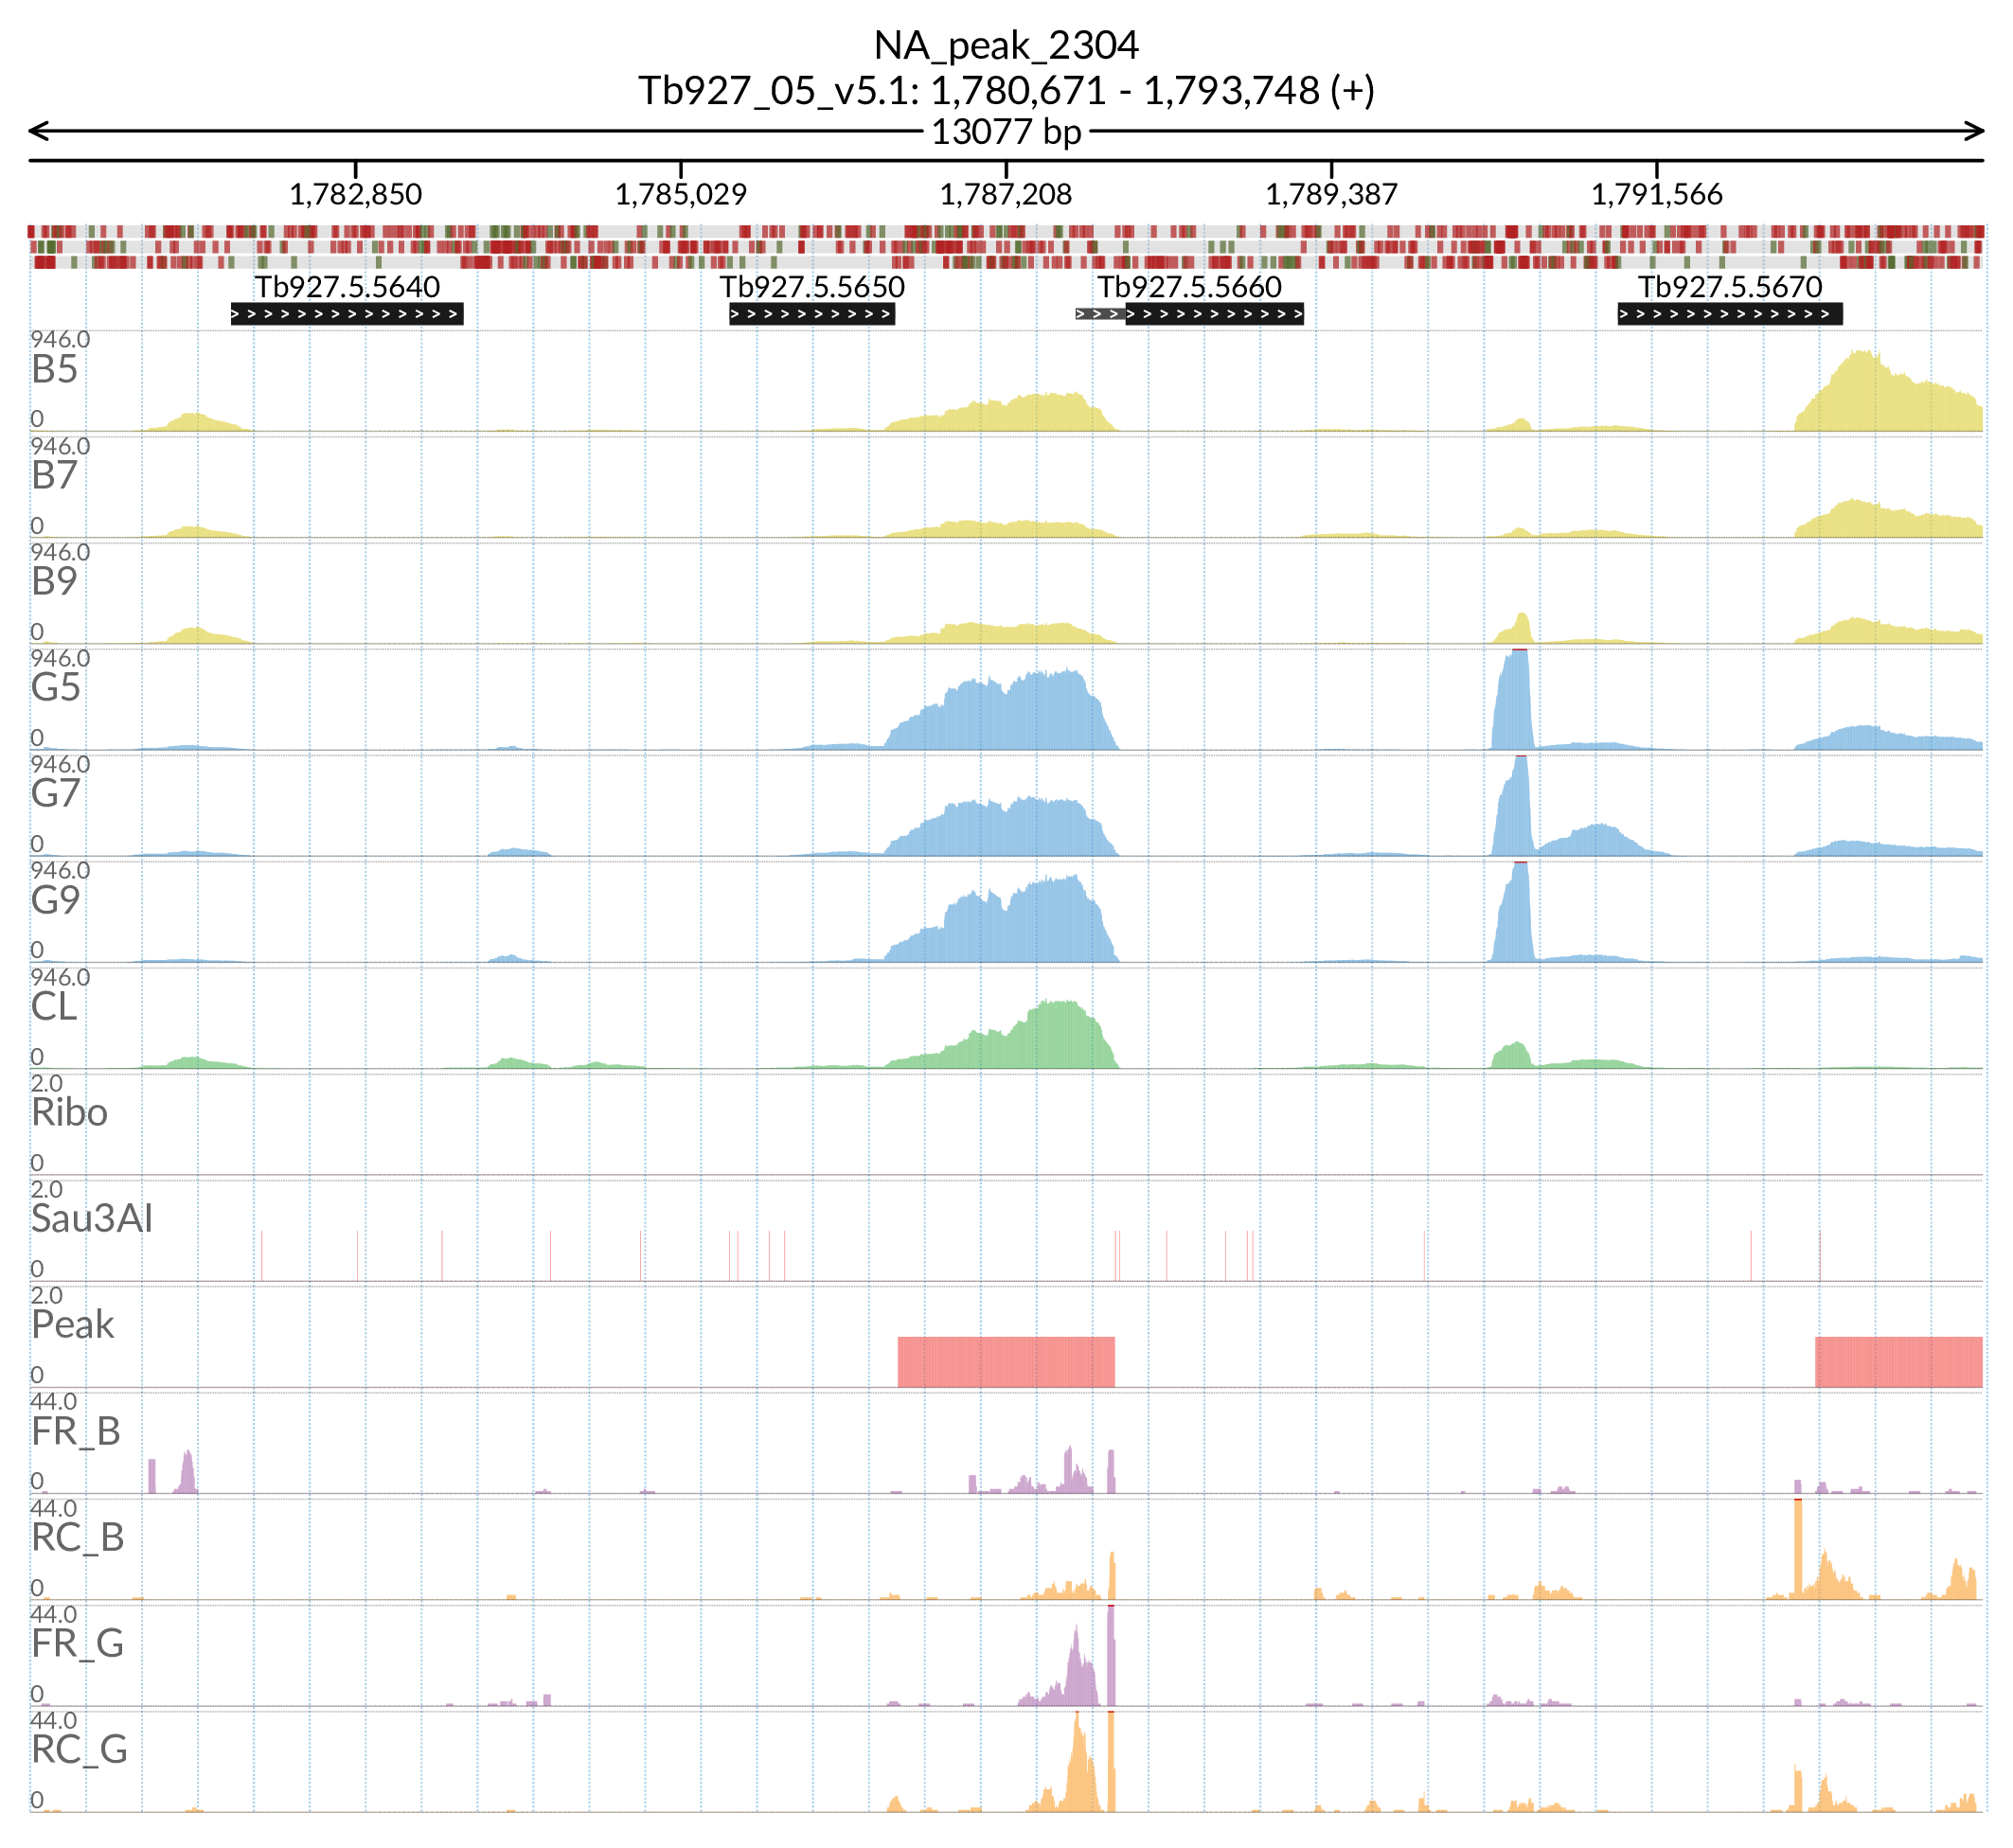 NA_peak_2304
Tb927_05_v5.1: 1,780,671 - 1,793,748 (+)
13077 bp
1,782,850 1,785,029 1,787,208 1,789,387 1,791,566
Tb927.5.5640 Tb927.5.5650 Tb927.5.5660 Tb927.5.5670
946.0
B5
0
946.0
B7
0
946.0
B9
0
946.0
G5
0
946.0
G7
0
946.0
G9
0
946.0
CL
0
2.0
Ribo
0
2.0
Sau3AI
0
2.0
Peak
0
44.0
FR_B
0
44.0
RC_B
0
44.0
FR_G
0
44.0
RC_G
0